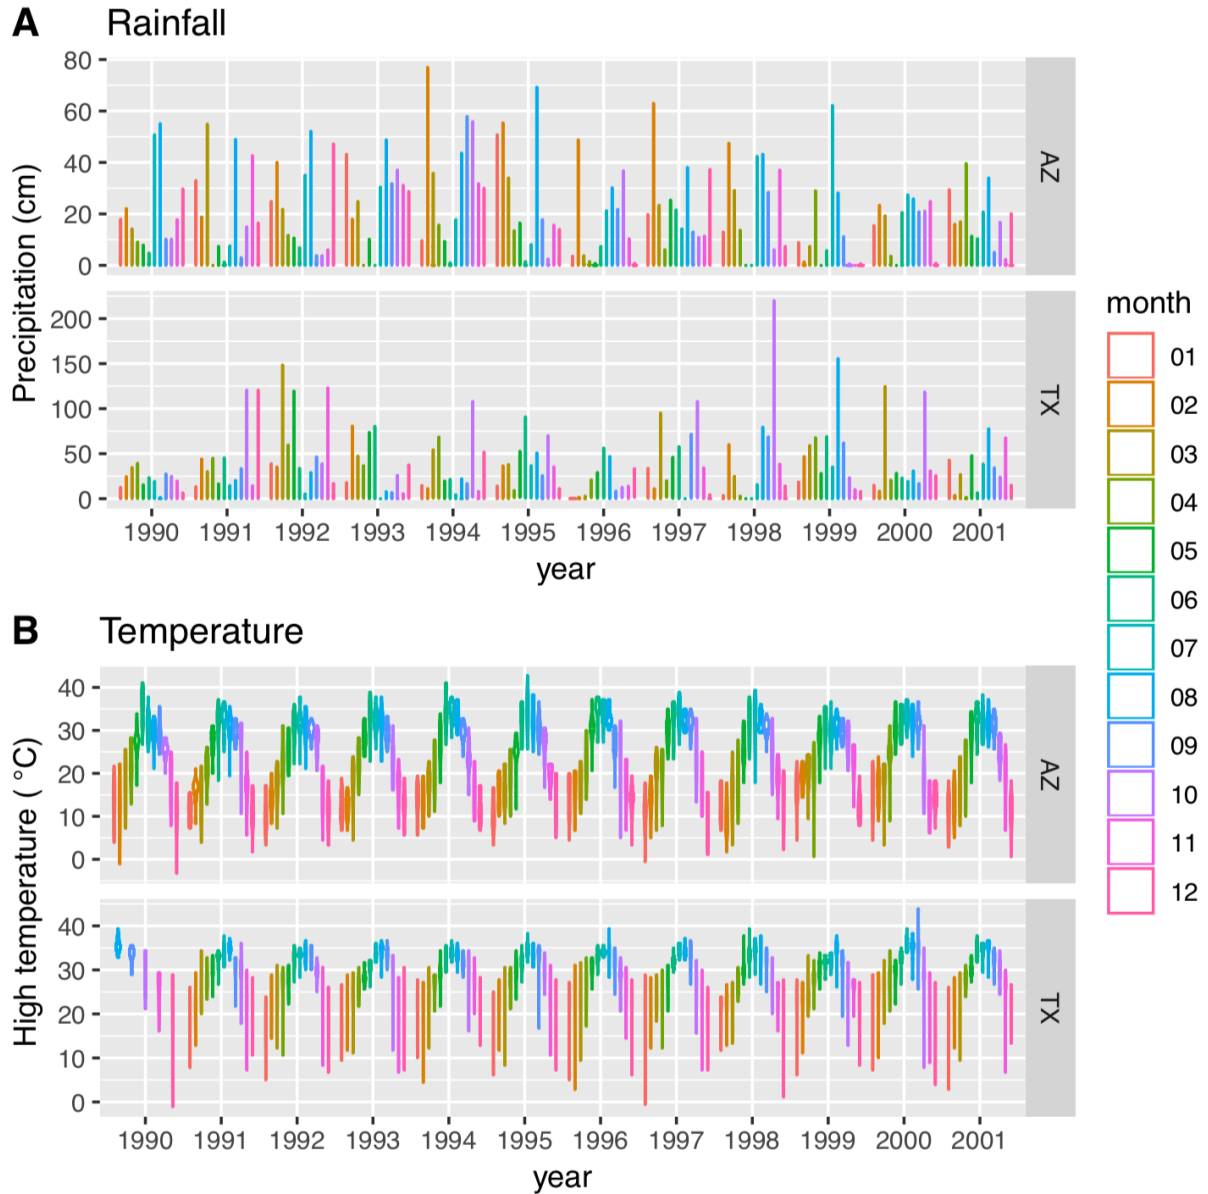 A Rainfall
Precipitation (cm)
80
60
40
20
0
AZ
200
150
100
50
0
TX
1990 1991 1992 1993 1994 1995 1996 1997 1998 1999 2000 2001
year
B Temperature
High temperature ( °C)
40
30
20
10
0
AZ
40
30
20
10
0
TX
1990 1991 1992 1993 1994 1995 1996 1997 1998 1999 2000 2001
year
month
01
02
03
04
05
06
07
08
09
10
11
12